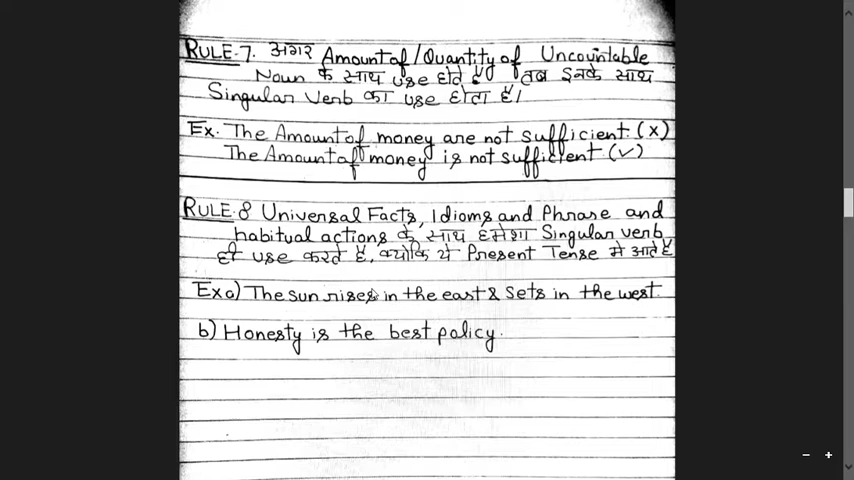 RULE-7. अगर Amount of / Quantity of Uncountable
Noun के साथ use होते हैं तब इनके साथ
Singular Verb का use होता है।
Ex. The Amount of money are not sufficient (x)
The Amount of money is not sufficient (✓)
RULE-8 Universal Facts, Idioms and Phrase and
habitual actions के साथ हमेशा Singular verb
ही use करते हैं, क्योंकि ये Present Tense मे आते हैं
Ex a) The sun rises in the east & sets in the west.
b) Honesty is the best policy.